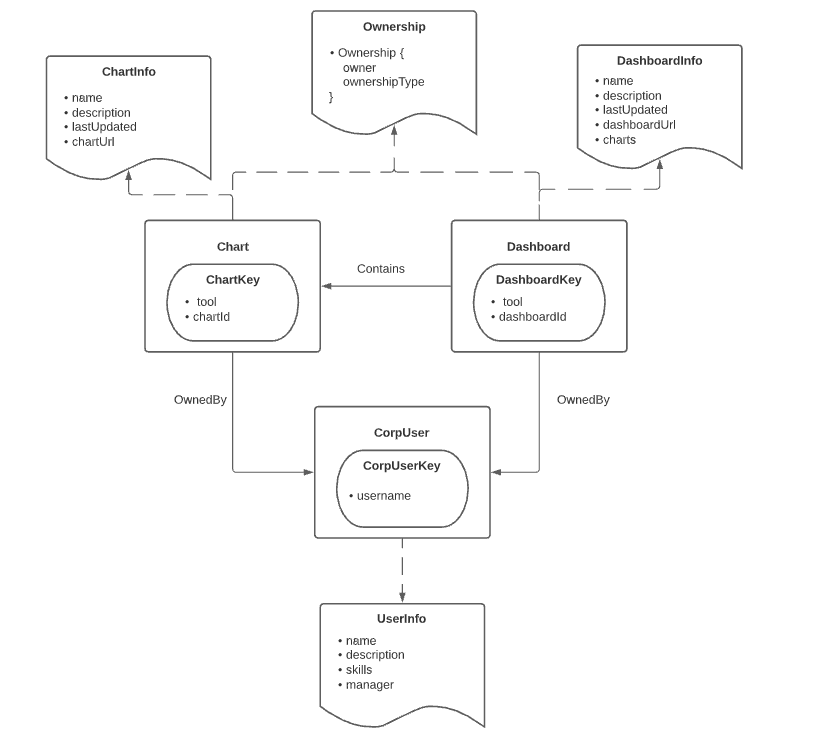 Ownership
• Ownership {
owner
ownershipType
}
ChartInfo
• name
• description
• lastUpdated
• chartUrl
DashboardInfo
• name
• description
• lastUpdated
• dashboardUrl
• charts
Chart
ChartKey
• tool
• chartId
Contains
Dashboard
DashboardKey
• tool
• dashboardId
OwnedBy
OwnedBy
CorpUser
CorpUserKey
• username
UserInfo
• name
• description
• skills
• manager